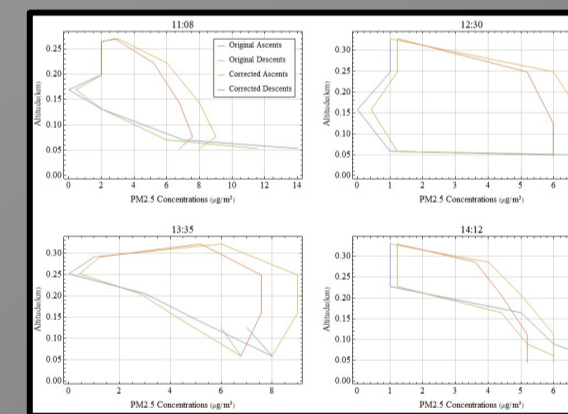 11:08
Altitude(km)
0.25
0.20
0.15
0.10
0.05
0.00
Original Ascents
Original Descents
Corrected Ascents
Corrected Descents
0 2 4 6 8 10 12 14
PM2.5 Concentrations (μg/m³)
12:30
Altitude(km)
0.30
0.25
0.20
0.15
0.10
0.05
0.00
0 1 2 3 4 5 6
PM2.5 Concentrations (μg/m³)
13:35
Altitude(km)
0.30
0.25
0.20
0.15
0.10
0.05
0.00
2 4 6 8
PM2.5 Concentrations (μg/m³)
14:12
Altitude(km)
0.30
0.25
0.20
0.15
0.10
0.05
0.00
0 1 2 3 4 5 6
PM2.5 Concentrations (μg/m³)